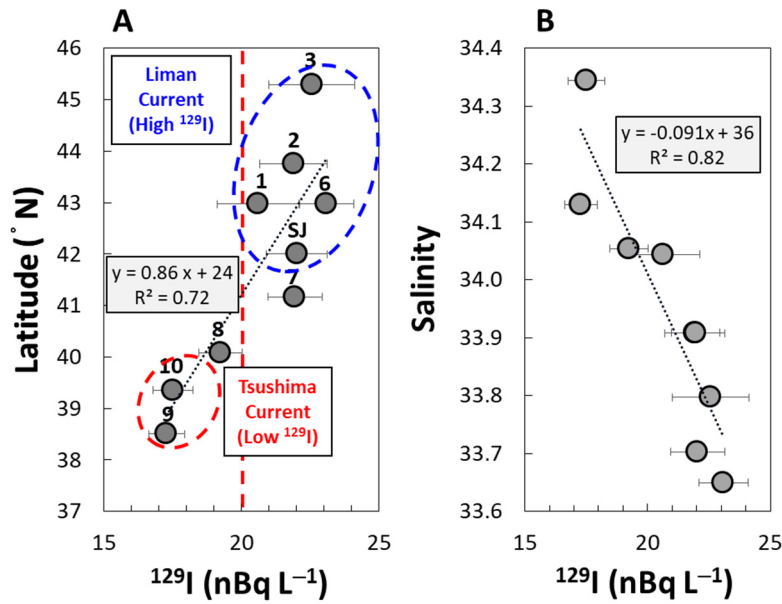 A
46
45
44
43
42
41
40
39
38
37
Latitude (°N)
Liman
Current
(High ¹²⁹I)
3
2
1
6
SJ
7
8
10
9
y = 0.86 x + 24
R² = 0.72
Tsushima
Current
(Low ¹²⁹I)
15
20
25
¹²⁹I (nBq L⁻¹)
B
34.4
34.3
34.2
34.1
34.0
33.9
33.8
33.7
33.6
Salinity
y = -0.091x + 36
R² = 0.82
15
20
25
¹²⁹I (nBq L⁻¹)